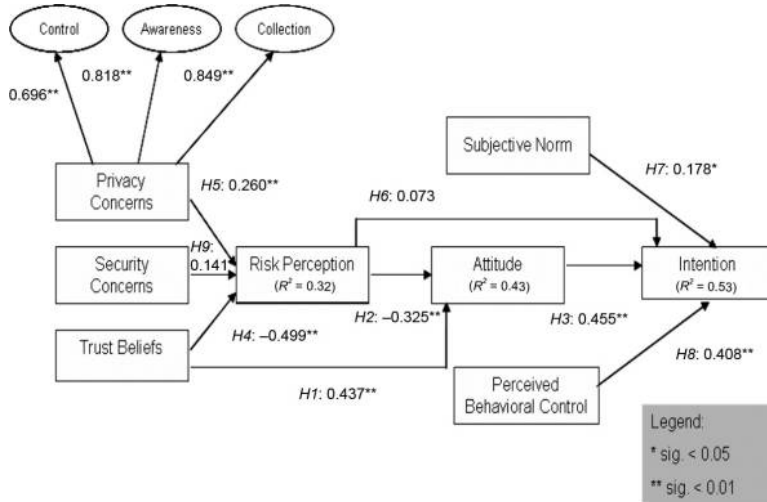 Control
Awareness
Collection
0.696**
0.818**
0.849**
Privacy
Concerns
H5: 0.260**
Subjective Norm
H7: 0.178*
H6: 0.073
Security
Concerns
H9:
0.141
Risk Perception
(R² = 0.32)
Attitude
(R² = 0.43)
Intention
(R² = 0.53)
Trust Beliefs
H4: –0.499**
H2: –0.325**
H3: 0.455**
H1: 0.437**
H8: 0.408**
Perceived
Behavioral Control
Legend:
* sig. < 0.05
** sig. < 0.01